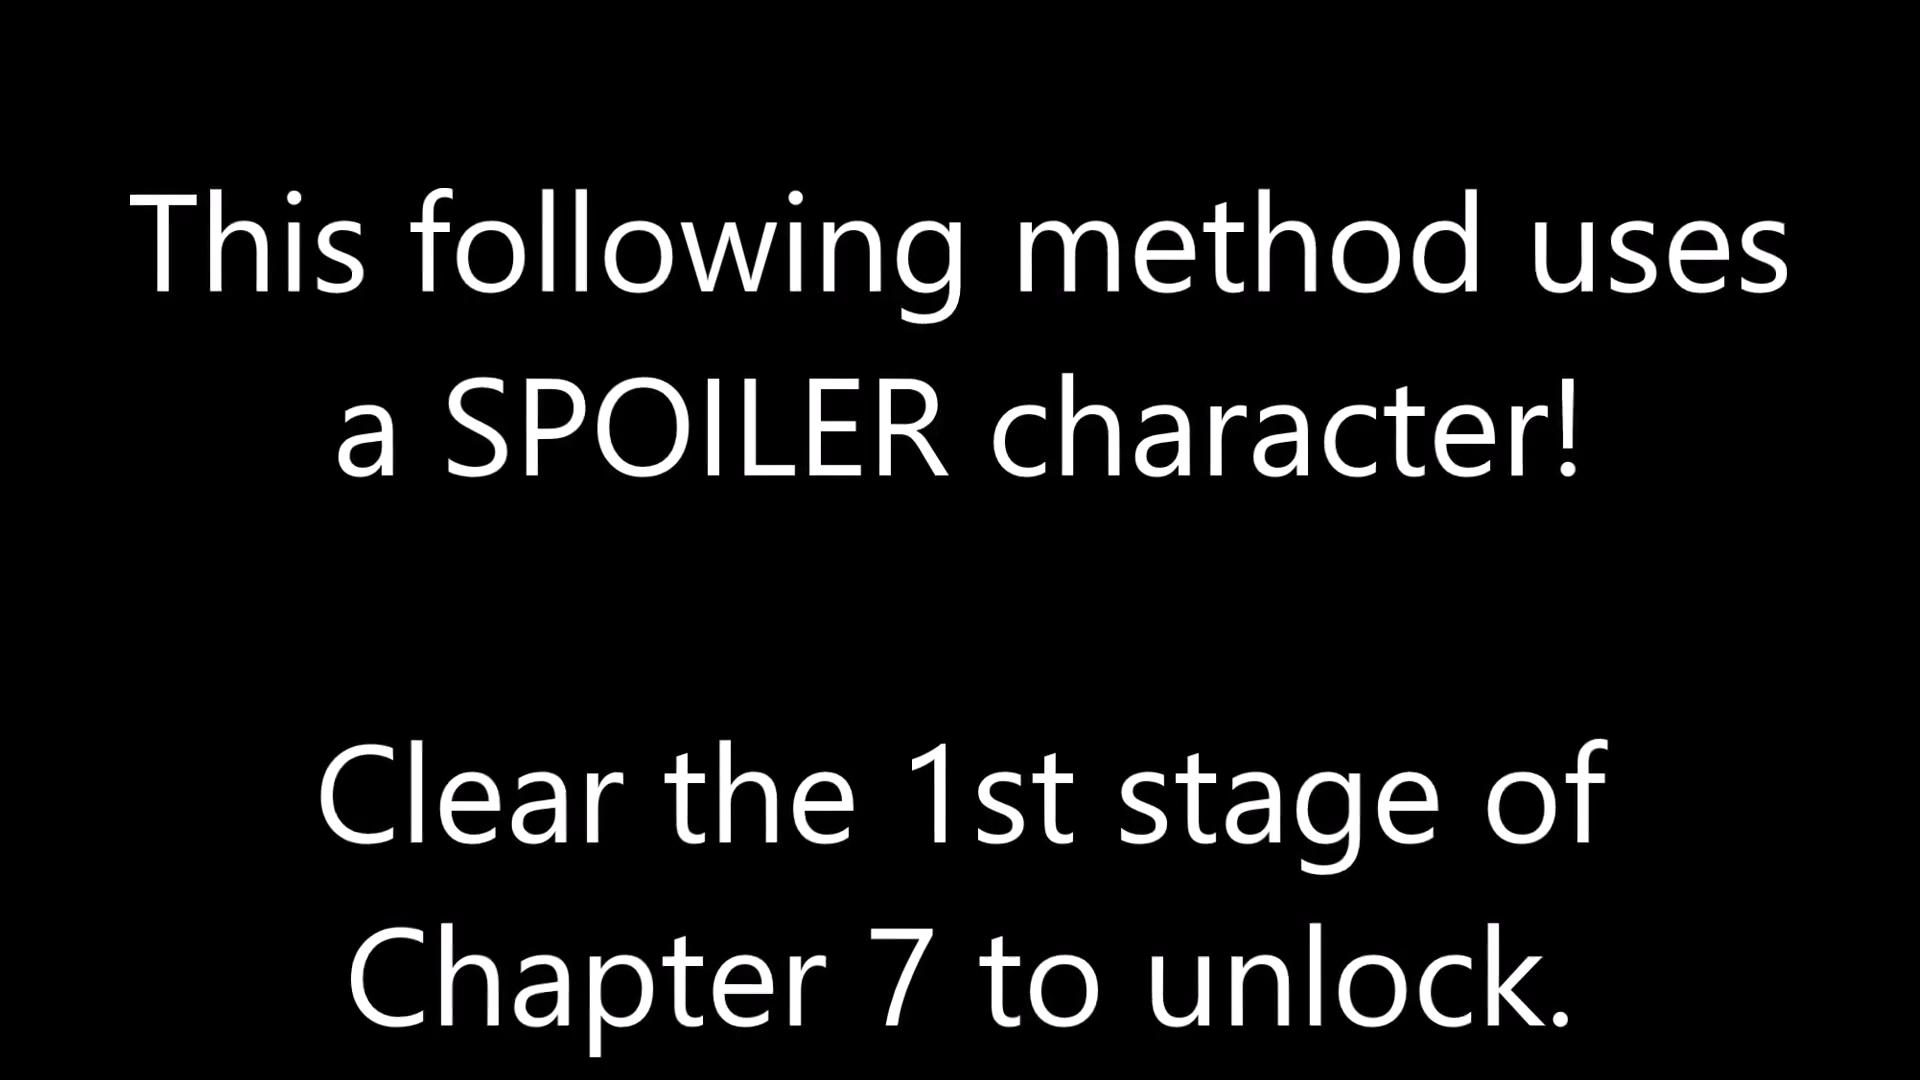 This following method uses
a SPOILER character!
Clear the 1st stage of
Chapter 7 to unlock.